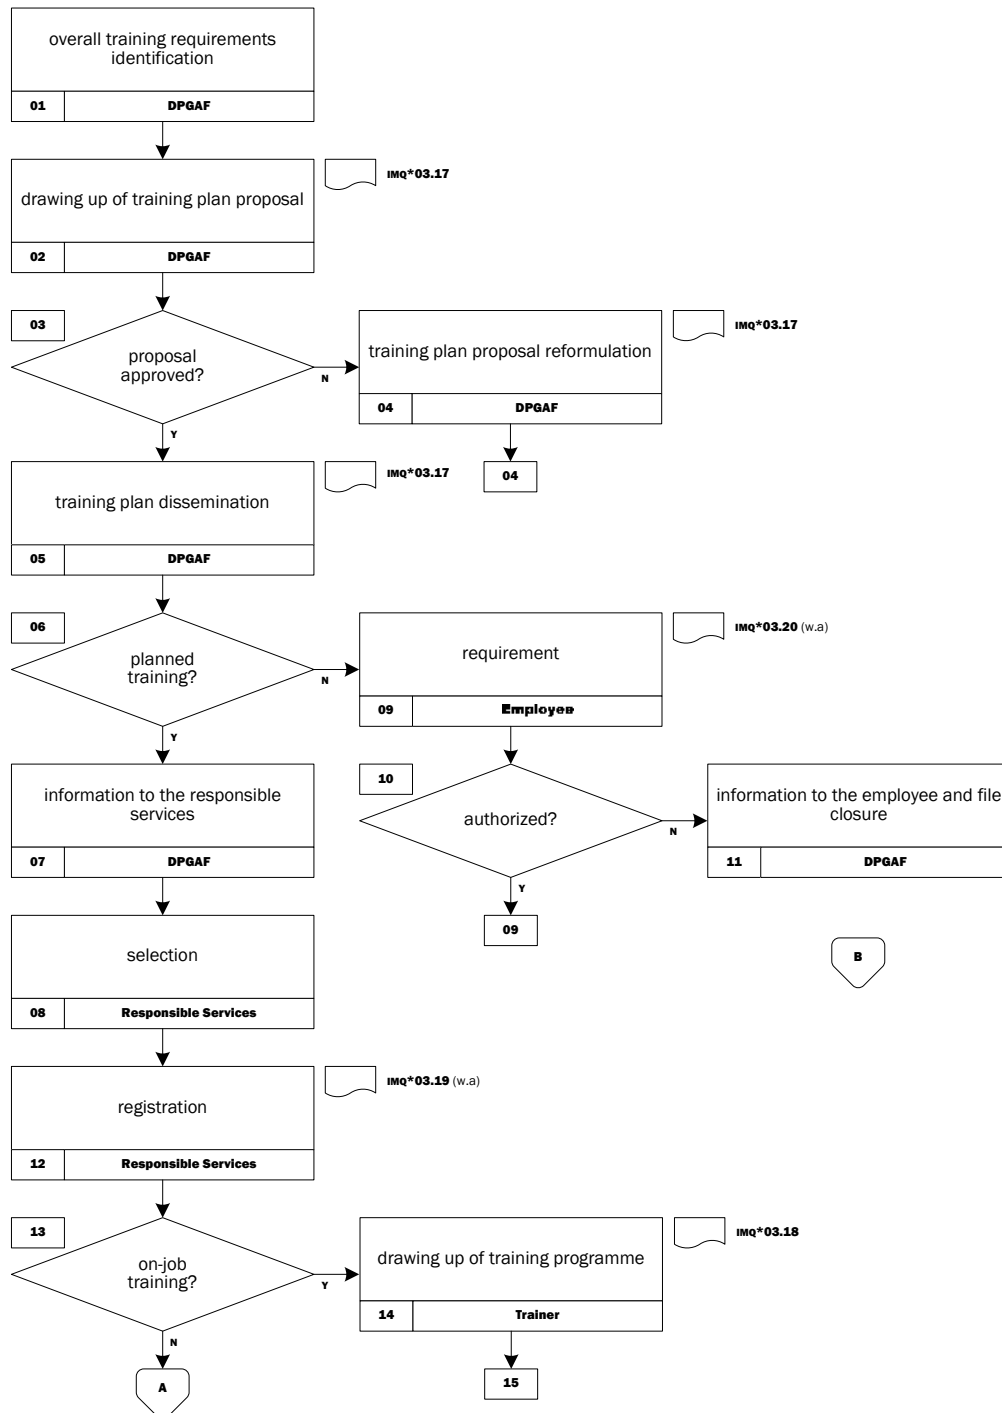 overall training requirements
identification
01 DPGAF
drawing up of training plan proposal
IMQ*03.17
02 DPGAF
03
proposal
approved?
N
Y
training plan proposal reformulation
IMQ*03.17
04 DPGAF
04
training plan dissemination
IMQ*03.17
05 DPGAF
06
planned
training?
N
Y
requirement
IMQ*03.20 (w.a)
09 Employee
10
authorized?
N
Y
09
information to the employee and file
closure
11 DPGAF
B
information to the responsible
services
07 DPGAF
selection
08 Responsible Services
registration
IMQ*03.19 (w.a)
12 Responsible Services
13
on-job
training?
Y
N
drawing up of training programme
IMQ*03.18
14 Trainer
15
A